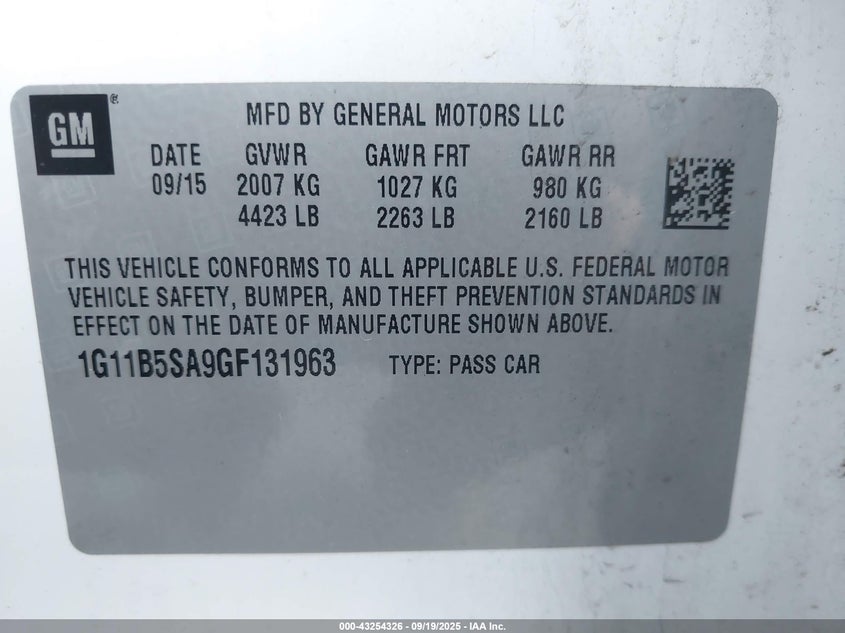 GM ®
MFD BY GENERAL MOTORS LLC
DATE GVWR GAWR FRT GAWR RR
09/15 2007 KG 1027 KG 980 KG
4423 LB 2263 LB 2160 LB
THIS VEHICLE CONFORMS TO ALL APPLICABLE U.S. FEDERAL MOTOR
VEHICLE SAFETY, BUMPER, AND THEFT PREVENTION STANDARDS IN
EFFECT ON THE DATE OF MANUFACTURE SHOWN ABOVE.
1G11B5SA9GF131963 TYPE: PASS CAR
000-43254326 - 09/19/2025 - IAA Inc.